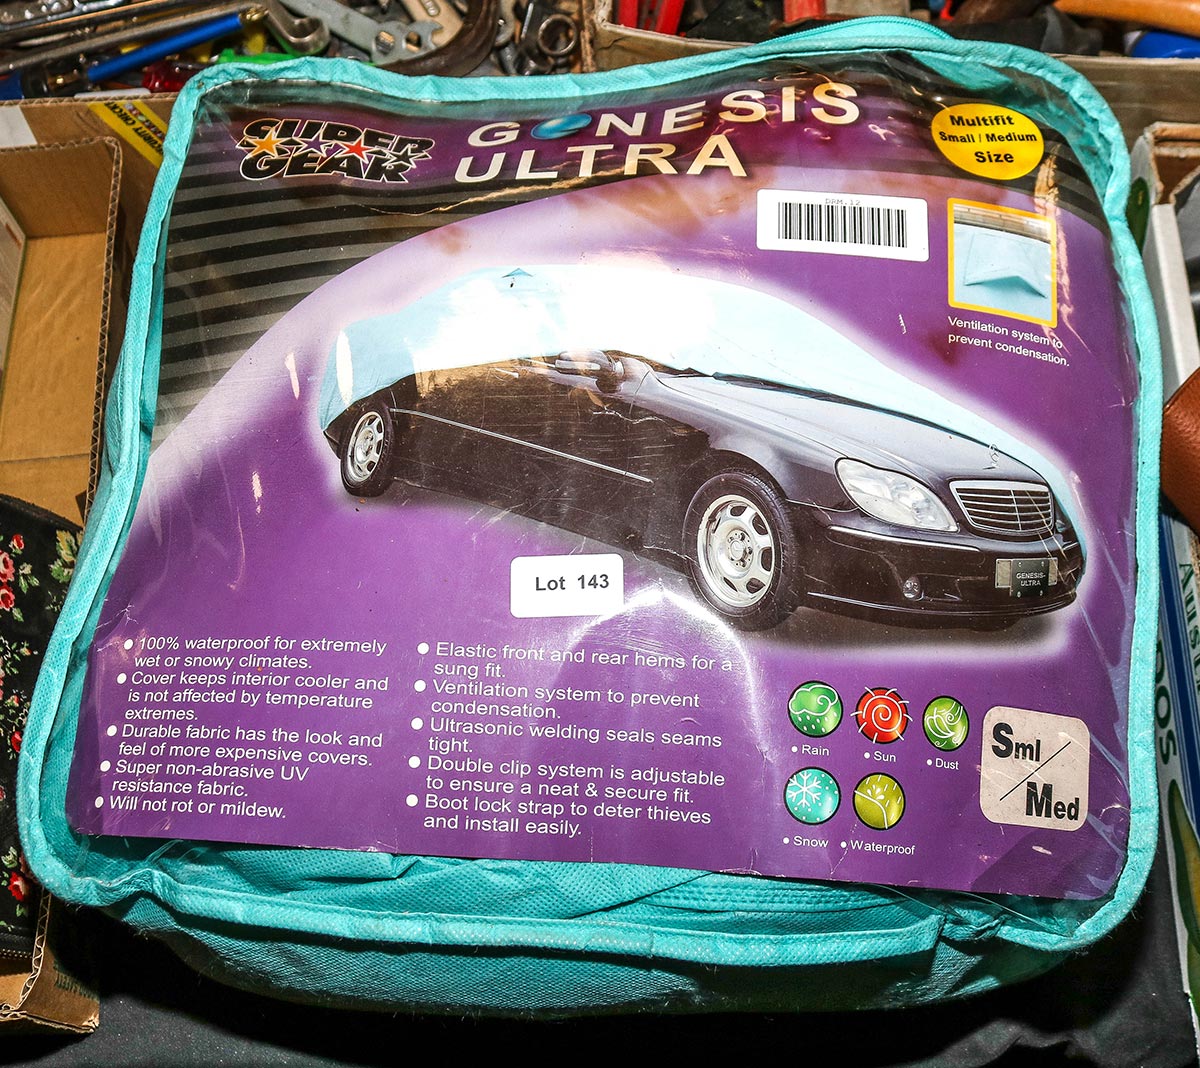 SUPER
GEAR
GENESIS
ULTRA
Multifit
Small / Medium
Size
DRM.12
Ventilation system to
prevent condensation.
GENESIS-
ULTRA
Lot 143
• 100% waterproof for extremely
wet or snowy climates.
• Cover keeps interior cooler and
is not affected by temperature
extremes.
• Durable fabric has the look and
feel of more expensive covers.
• Super non-abrasive UV
resistance fabric.
• Will not rot or mildew.
• Elastic front and rear hems for a
sung fit.
• Ventilation system to prevent
condensation.
• Ultrasonic welding seals seams
tight.
• Double clip system is adjustable
to ensure a neat & secure fit.
• Boot lock strap to deter thieves
and install easily.
• Rain
• Sun
• Dust
• Snow
• Waterproof
Sml/
Med